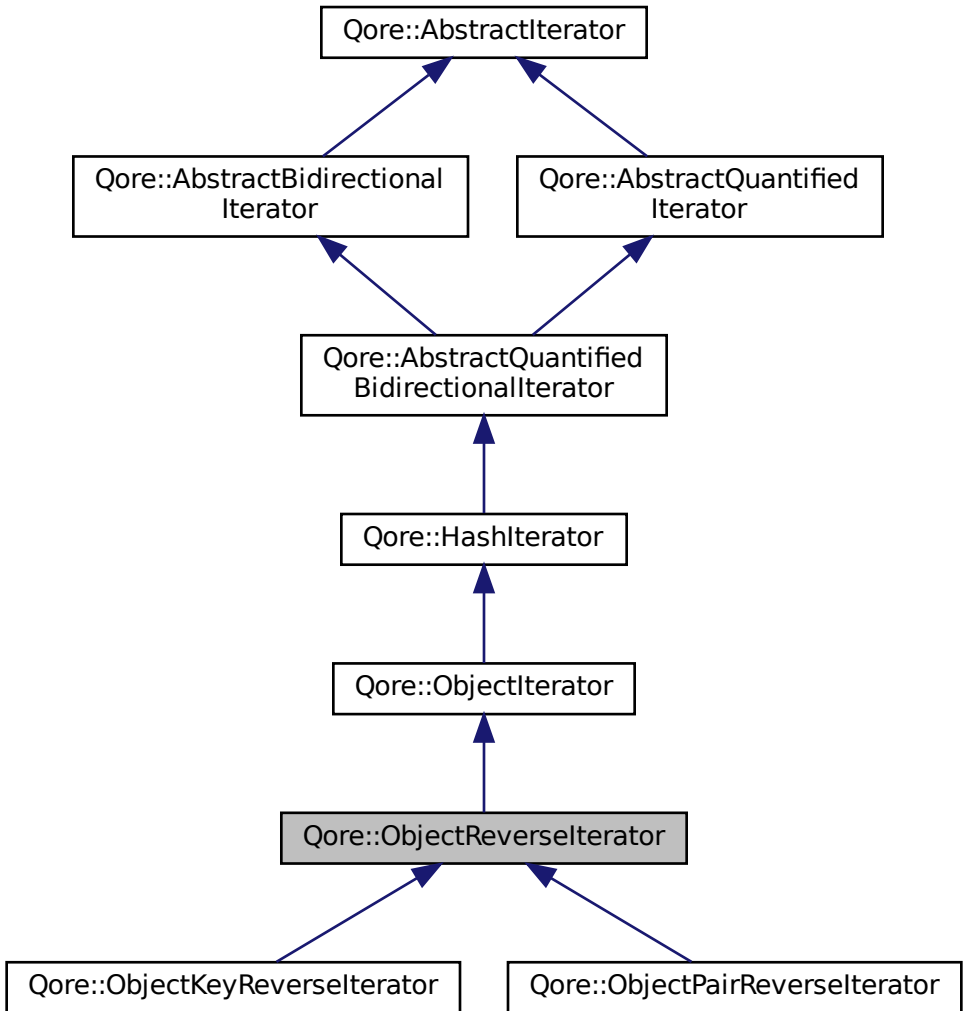 Qore::AbstractIterator
Qore::AbstractBidirectional
Iterator
Qore::AbstractQuantified
Iterator
Qore::AbstractQuantified
BidirectionalIterator
Qore::HashIterator
Qore::ObjectIterator
Qore::ObjectReverseIterator
Qore::ObjectKeyReverseIterator
Qore::ObjectPairReverseIterator